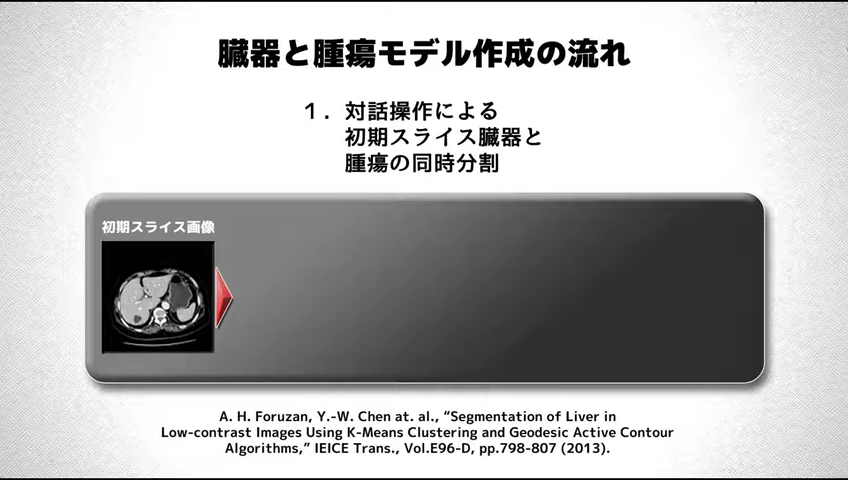 臓器と腫瘍モデル作成の流れ
1．対話操作による
初期スライス臓器と
腫瘍の同時分割
初期スライス画像
A. H. Foruzan, Y.-W. Chen at. al., “Segmentation of Liver in
Low-contrast Images Using K-Means Clustering and Geodesic Active Contour
Algorithms,” IEICE Trans., Vol.E96-D, pp.798-807 (2013).